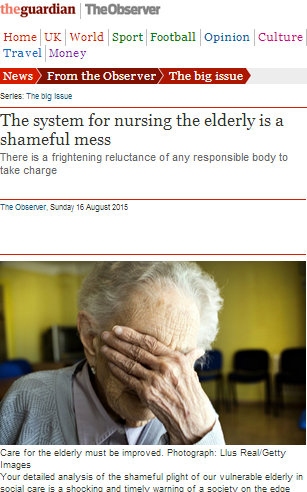 theguardian TheObserver
Home UK World Sport Football Opinion Culture
Travel Money
News From the Observer The big issue
Series: The big issue
The system for nursing the elderly is a
shameful mess
There is a frightening reluctance of any responsible body to
take charge
The Observer, Sunday 16 August 2015
Care for the elderly must be improved. Photograph: Llus Real/Getty
Images
Your detailed analysis of the shameful plight of our vulnerable elderly in
social care is a shocking and timely warning of a society on the edge